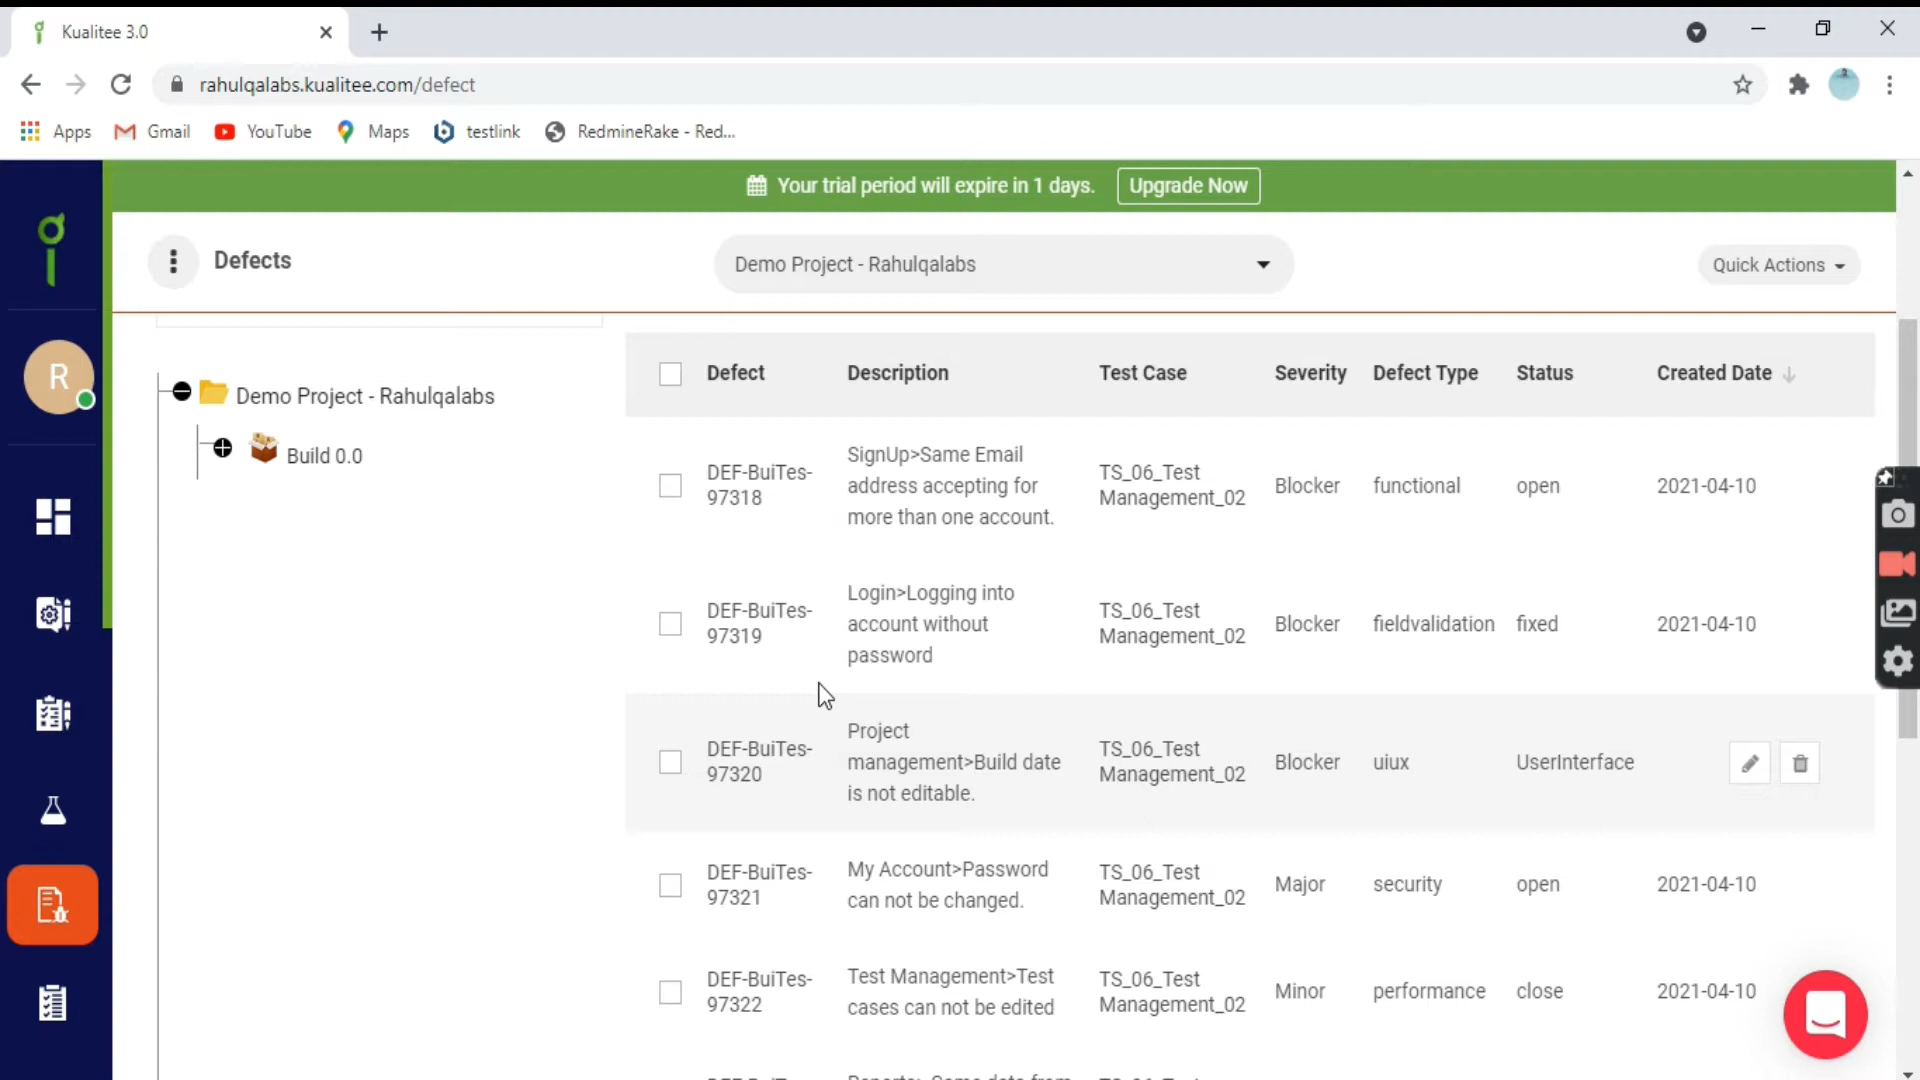 Kualitee 3.0
rahulqalabs.kualitee.com/defect
Apps Gmail YouTube Maps testlink RedmineRake - Red...
Your trial period will expire in 1 days. Upgrade Now
Defects Demo Project - Rahulqalabs Quick Actions
R
Demo Project - Rahulqalabs
Build 0.0
Defect Description Test Case Severity Defect Type Status Created Date
SignUp>Same Email
DEF-BuiTes- address accepting for TS_06_Test Blocker functional open 2021-04-10
97318 more than one account. Management_02
Login>Logging into
DEF-BuiTes- account without TS_06_Test Blocker fieldvalidation fixed 2021-04-10
97319 password Management_02
Project
DEF-BuiTes- management>Build date TS_06_Test Blocker uiux UserInterface
97320 is not editable. Management_02
DEF-BuiTes- My Account>Password TS_06_Test Major security open 2021-04-10
97321 can not be changed. Management_02
DEF-BuiTes- Test Management>Test TS_06_Test Minor performance close 2021-04-10
97322 cases can not be edited Management_02